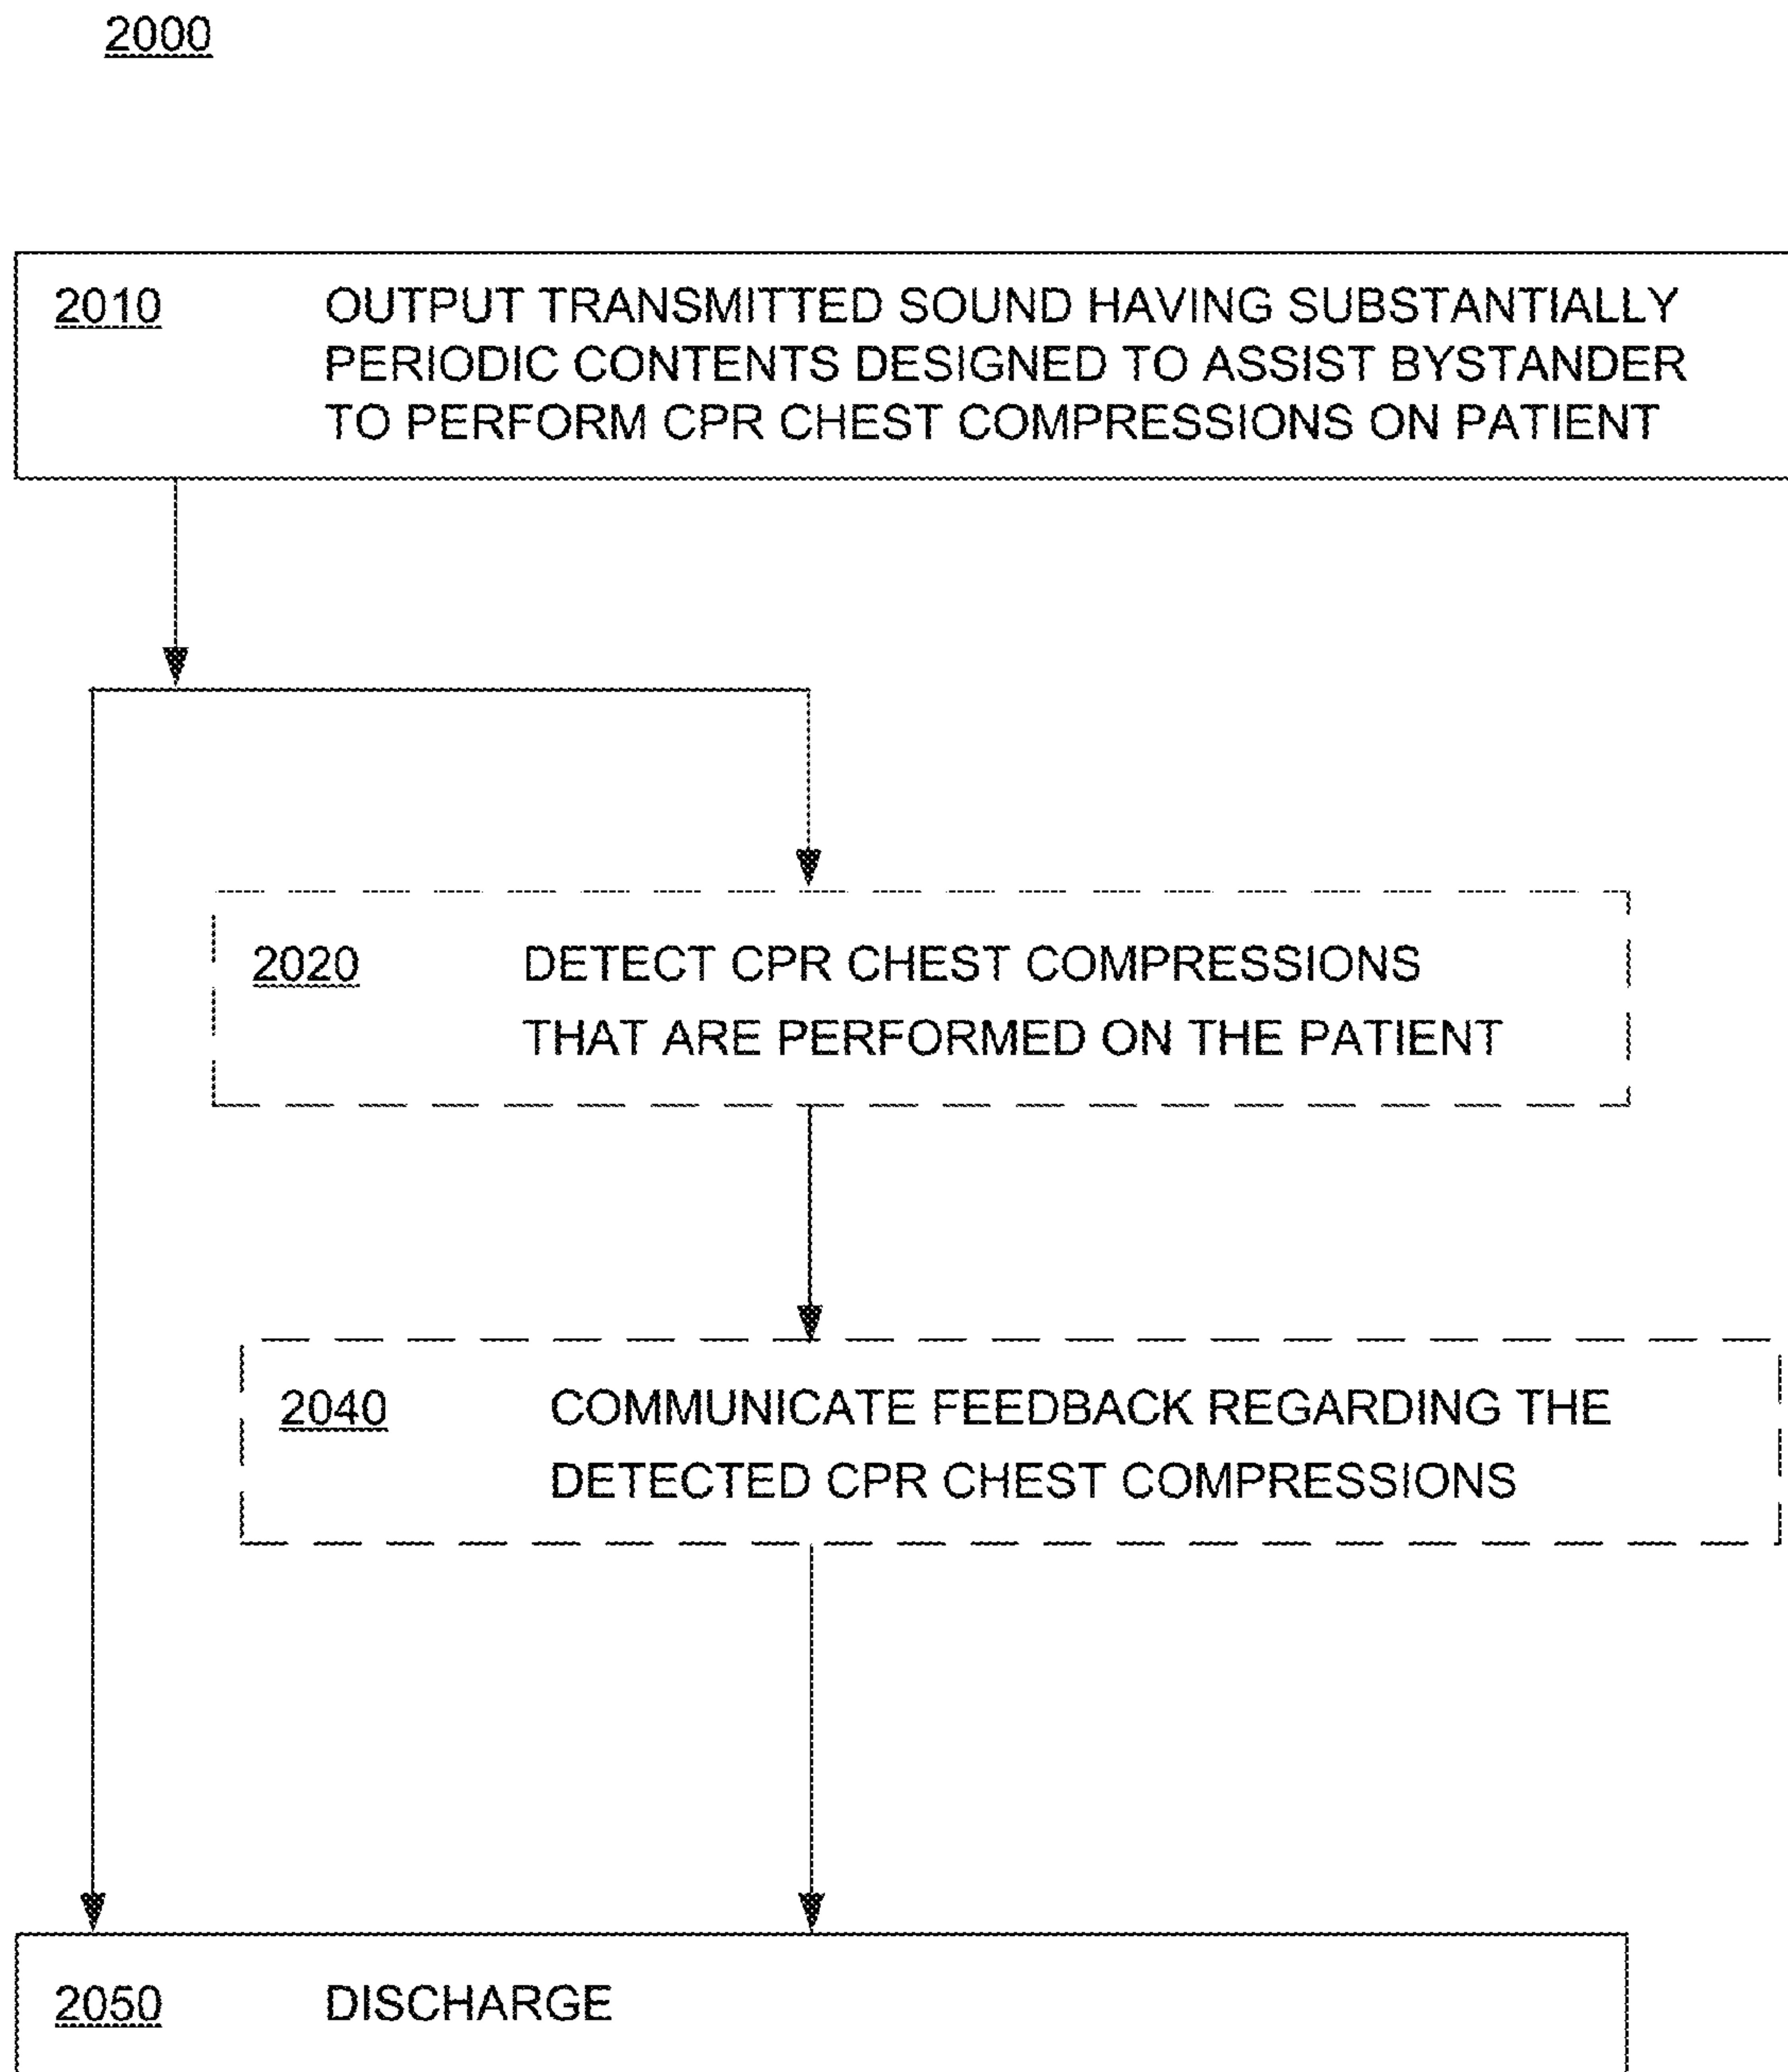 2000
2010 OUTPUT TRANSMITTED SOUND HAVING SUBSTANTIALLY
PERIODIC CONTENTS DESIGNED TO ASSIST BYSTANDER
TO PERFORM CPR CHEST COMPRESSIONS ON PATIENT
2020 DETECT CPR CHEST COMPRESSIONS
THAT ARE PERFORMED ON THE PATIENT
2040 COMMUNICATE FEEDBACK REGARDING THE
DETECTED CPR CHEST COMPRESSIONS
2050 DISCHARGE